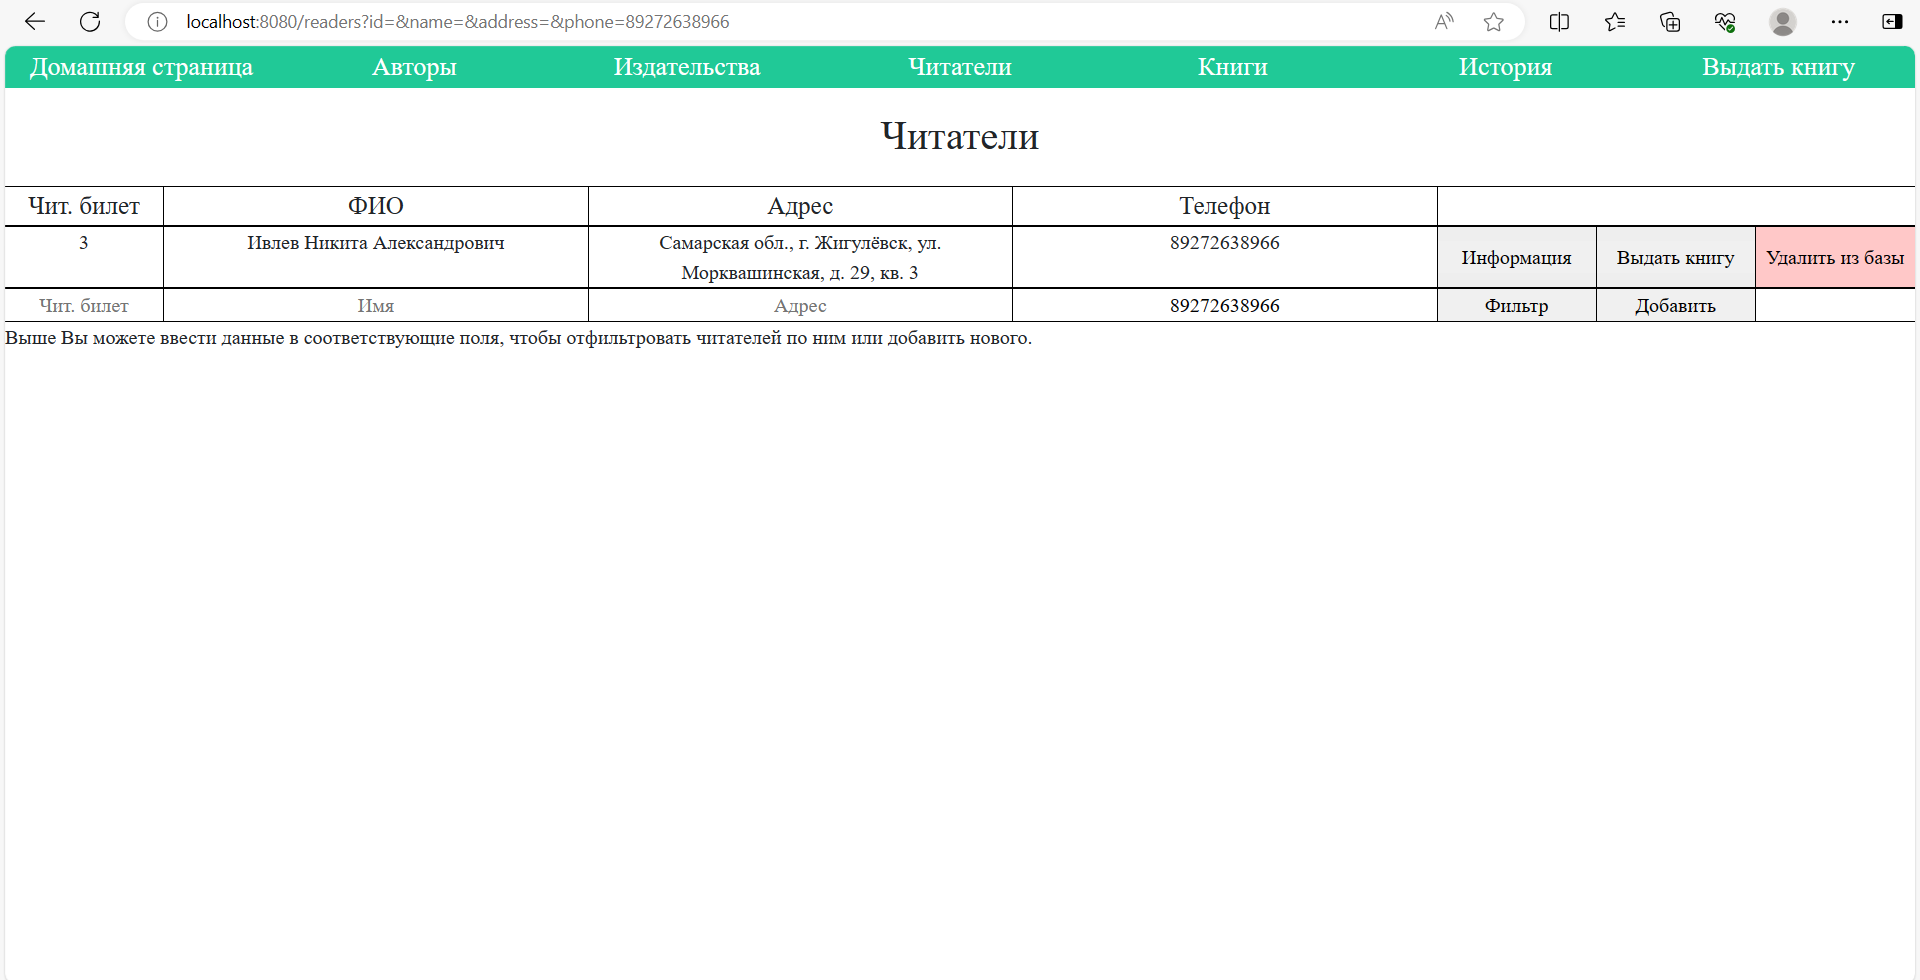 localhost:8080/readers?id=&name=&address=&phone=89272638966
Домашняя страница Авторы Издательства Читатели Книги История Выдать книгу
Читатели
Чит. билет ФИО Адрес Телефон
3 Ивлев Никита Александрович Самарская обл., г. Жигулёвск, ул. 89272638966
Морквашинская, д. 29, кв. 3
Информация Выдать книгу Удалить из базы
Чит. билет Имя Адрес 89272638966 Фильтр Добавить
Выше Вы можете ввести данные в соответствующие поля, чтобы отфильтровать читателей по ним или добавить нового.